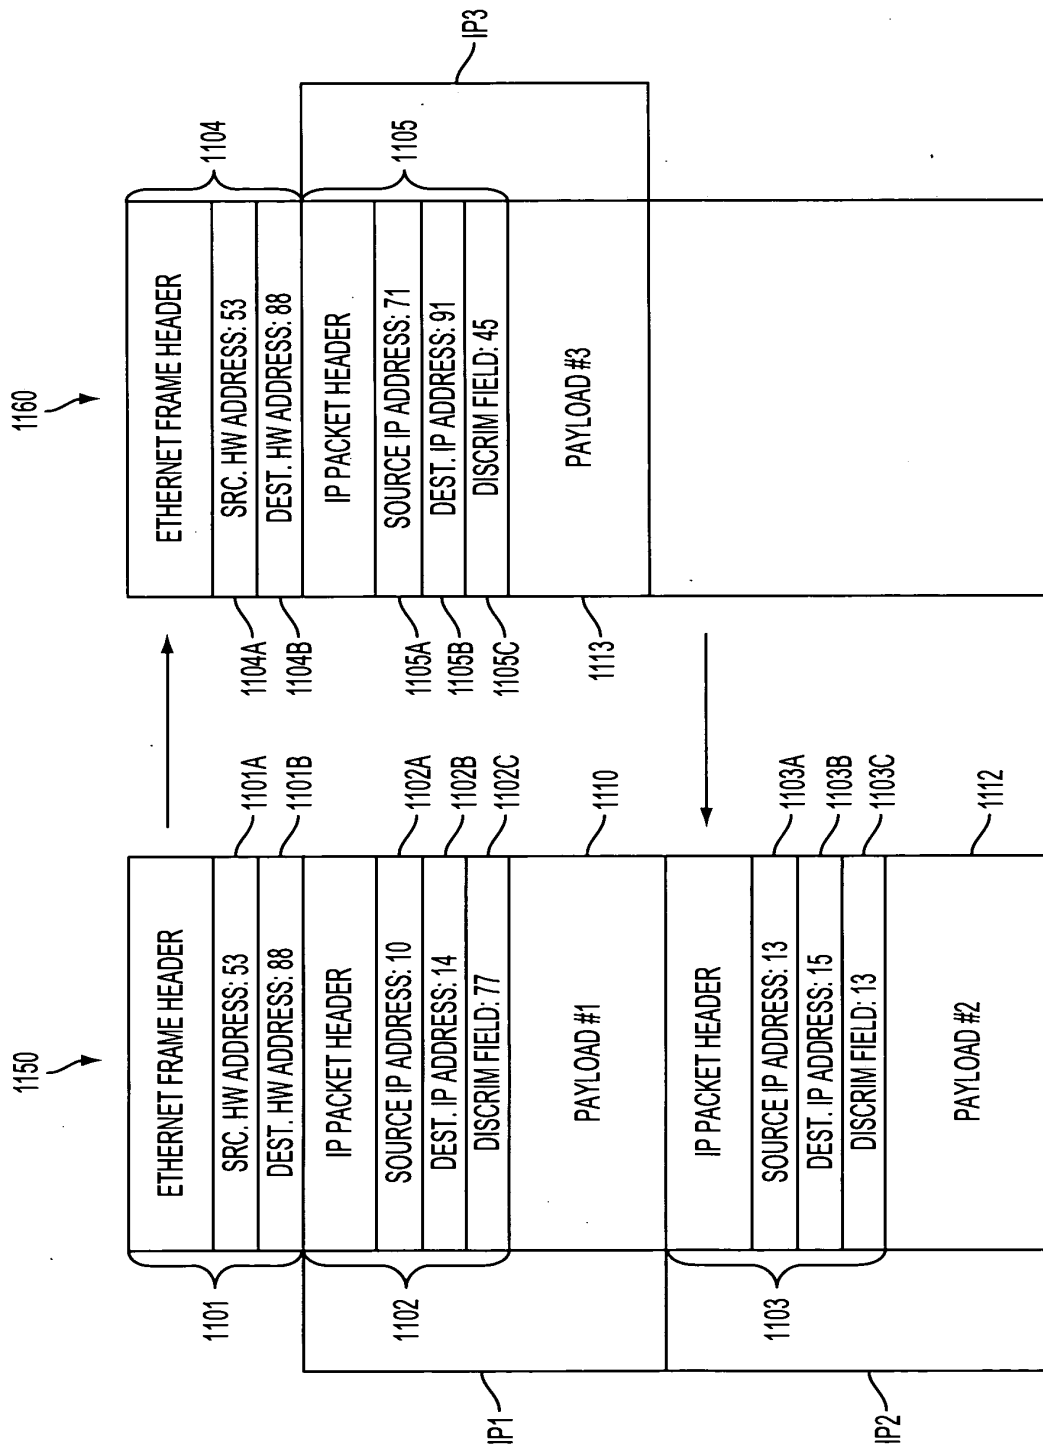 1150
ETHERNET FRAME HEADER
SRC. HW ADDRESS: 53
DEST. HW ADDRESS: 88
IP PACKET HEADER
SOURCE IP ADDRESS: 10
DEST. IP ADDRESS: 14
DISCRIM FIELD: 77
PAYLOAD #1
IP PACKET HEADER
SOURCE IP ADDRESS: 13
DEST. IP ADDRESS: 15
DISCRIM FIELD: 13
PAYLOAD #2
1101
1102
1103
IP1
IP2
1101A
1101B
1102A
1102B
1102C
1110
1103A
1103B
1103C
1112
1160
ETHERNET FRAME HEADER
SRC. HW ADDRESS: 53
DEST. HW ADDRESS: 88
IP PACKET HEADER
SOURCE IP ADDRESS: 71
DEST. IP ADDRESS: 91
DISCRIM FIELD: 45
PAYLOAD #3
1104A
1104B
1105A
1105B
1105C
1113
1104
1105
IP3